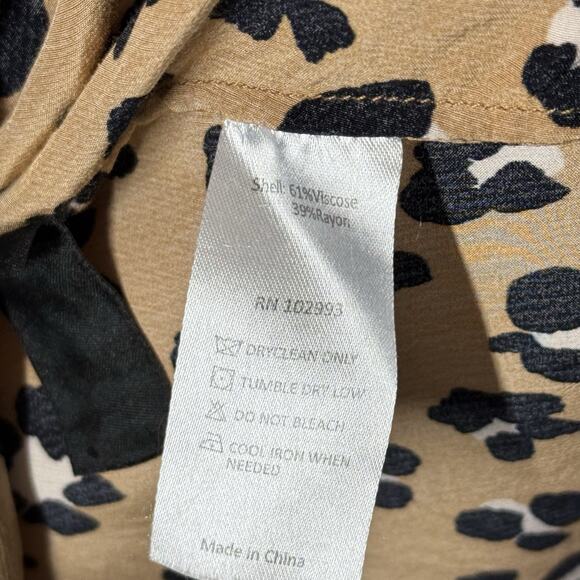 Shell: 61%Viscose
39%Rayon
RN 102993
DRYCLEAN ONLY
TUMBLE DRY LOW
DO NOT BLEACH
COOL IRON WHEN
NEEDED
Made in China